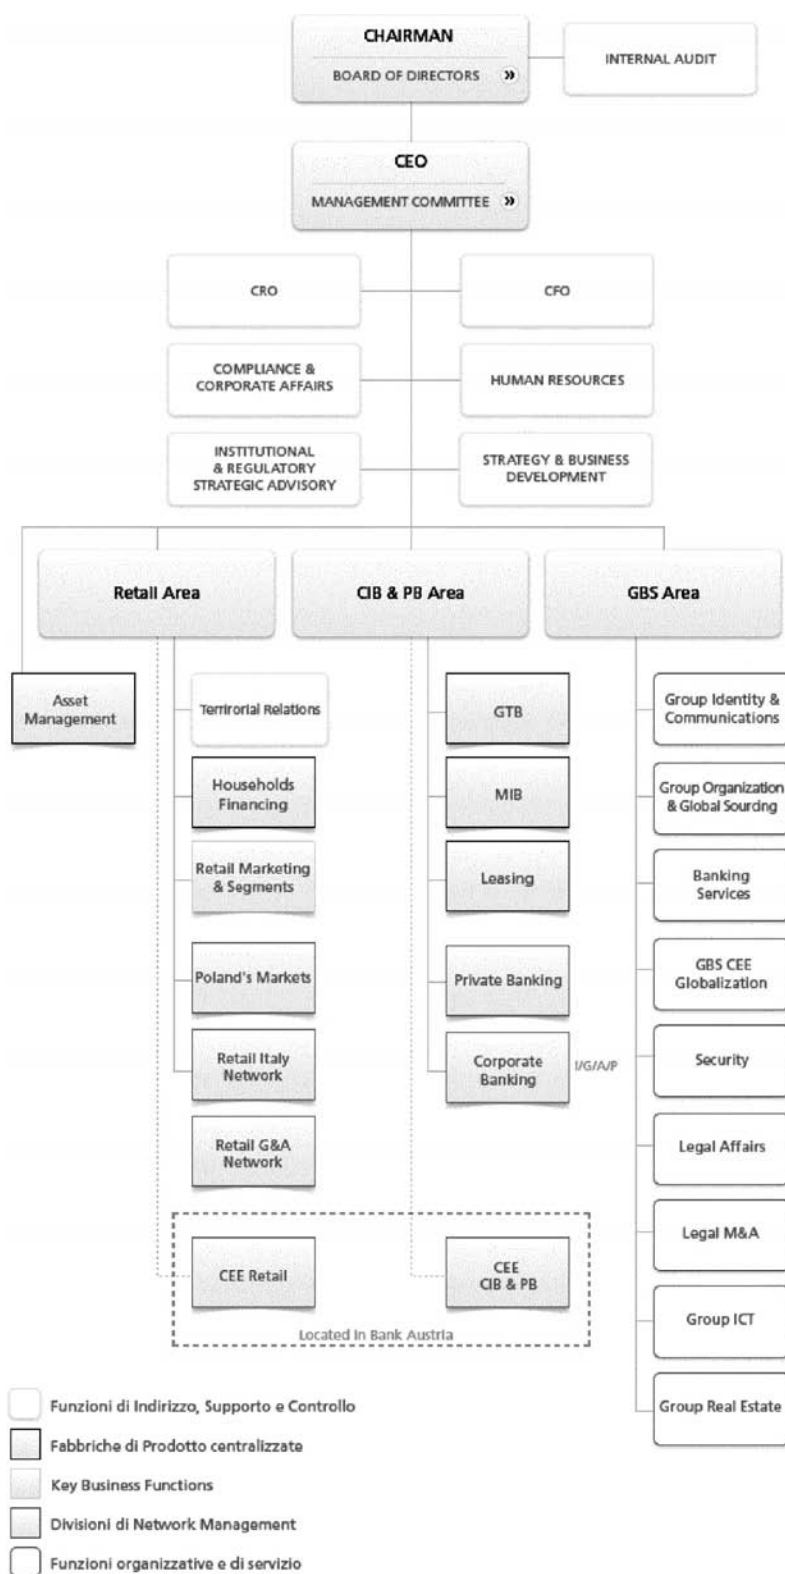 CHAIRMAN
BOARD OF DIRECTORS »
INTERNAL AUDIT
CEO
MANAGEMENT COMMITTEE »
CRO
CFO
COMPLIANCE &
CORPORATE AFFAIRS
HUMAN RESOURCES
INSTITUTIONAL
& REGULATORY
STRATEGIC ADVISORY
STRATEGY & BUSINESS
DEVELOPMENT
Retail Area
CIB & PB Area
GBS Area
Asset
Management
Terrirorial Relations
Households
Financing
Retail Marketing
& Segments
Poland's Markets
Retail Italy
Network
Retail G&A
Network
CEE Retail
GTB
MIB
Leasing
Private Banking
Corporate
Banking
I/G/A/P
CEE
CIB & PB
Located in Bank Austria
Group Identity &
Communications
Group Organization
& Global Sourcing
Banking
Services
GBS CEE
Globalization
Security
Legal Affairs
Legal M&A
Group ICT
Group Real Estate
Funzioni di Indirizzo, Supporto e Controllo
Fabbriche di Prodotto centralizzate
Key Business Functions
Divisioni di Network Management
Funzioni organizzative e di servizio